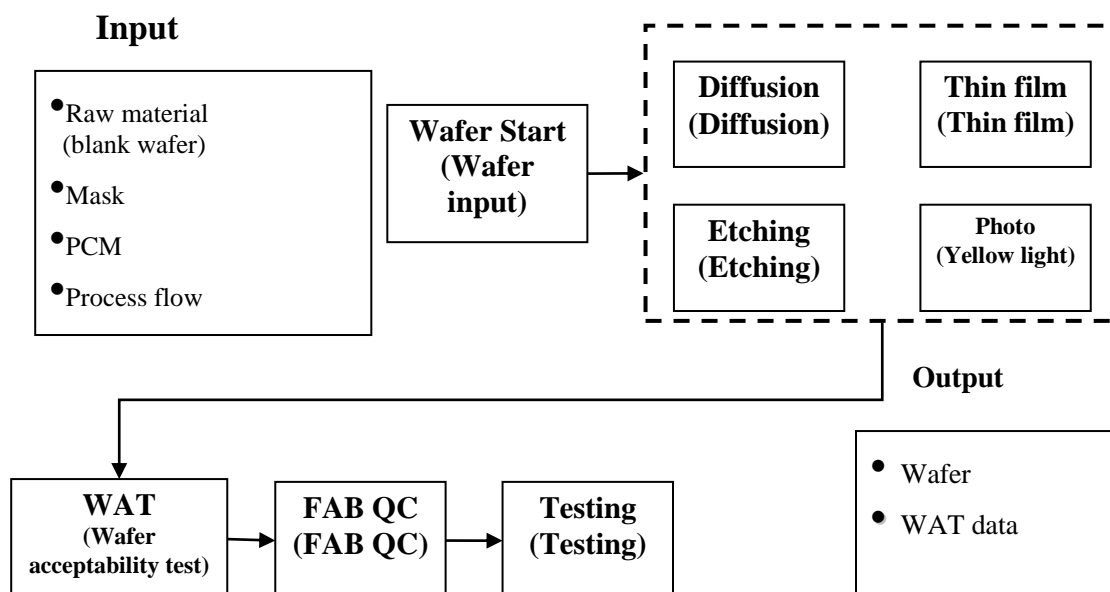 Input
•Raw material
(blank wafer)
•Mask
•PCM
•Process flow
Wafer Start
(Wafer
input)
Diffusion
(Diffusion)
Thin film
(Thin film)
Etching
(Etching)
Photo
(Yellow light)
Output
WAT
(Wafer
acceptability test)
FAB QC
(FAB QC)
Testing
(Testing)
• Wafer
• WAT data